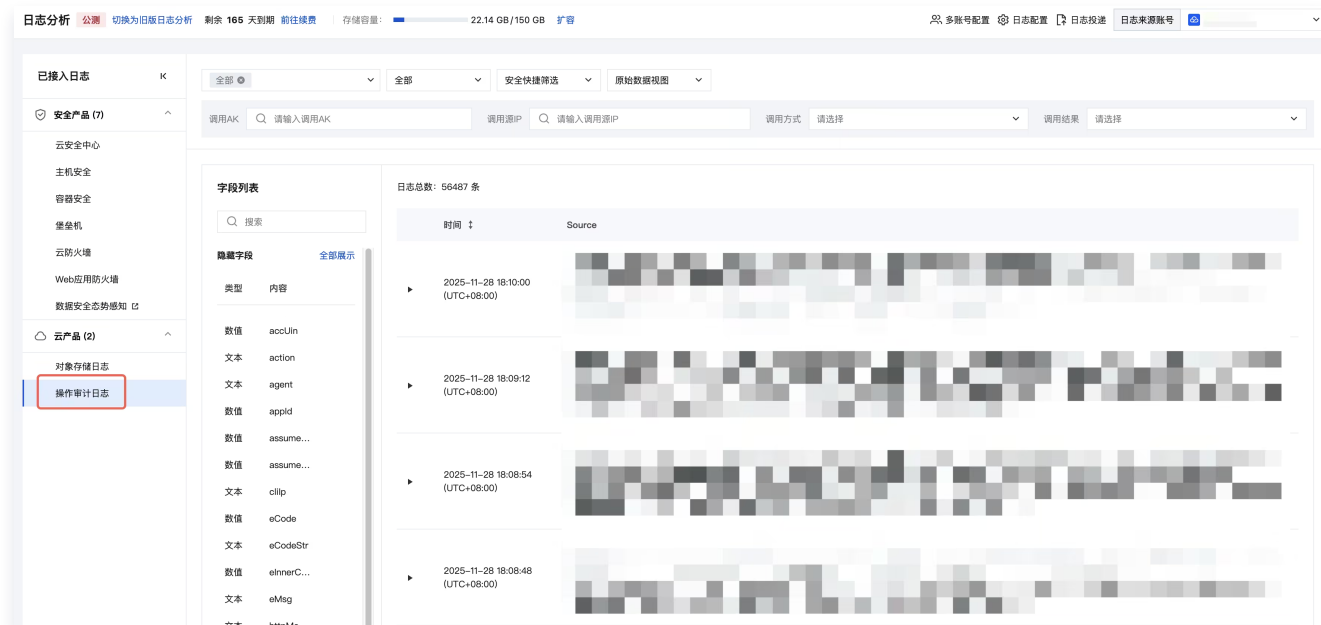 日志分析 公测 切换为旧版日志分析 剩余 165 天到期 前往续费 存储容量： 22.14 GB/150 GB 扩容 多账号配置 日志配置 日志投递 日志来源账号
已接入日志
安全产品 (7)
云安全中心
主机安全
容器安全
堡垒机
云防火墙
Web应用防火墙
数据安全态势感知
云产品 (2)
对象存储日志
操作审计日志
全部 全部 安全快捷筛选 原始数据视图
调用AK 请输入调用AK 调用源IP 请输入调用源IP 调用方式 请选择 调用结果 请选择
字段列表
搜索
隐藏字段 全部展示
类型 内容
数值 accUin
文本 action
文本 agent
数值 appId
数值 assume...
数值 assume...
文本 cliIp
数值 eCode
文本 eCodeStr
数值 eInnerC...
文本 eMsg
日志总数：56487 条
时间 Source
2025-11-28 18:10:00
(UTC+08:00)
2025-11-28 18:09:12
(UTC+08:00)
2025-11-28 18:08:54
(UTC+08:00)
2025-11-28 18:08:48
(UTC+08:00)